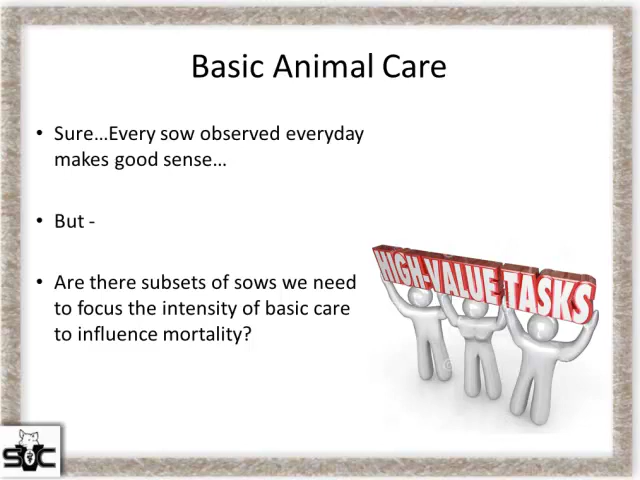 Basic Animal Care
• Sure…Every sow observed everyday
makes good sense…
• But -
• Are there subsets of sows we need
to focus the intensity of basic care
to influence mortality?
HIGH-VALUE TASKS
SVC